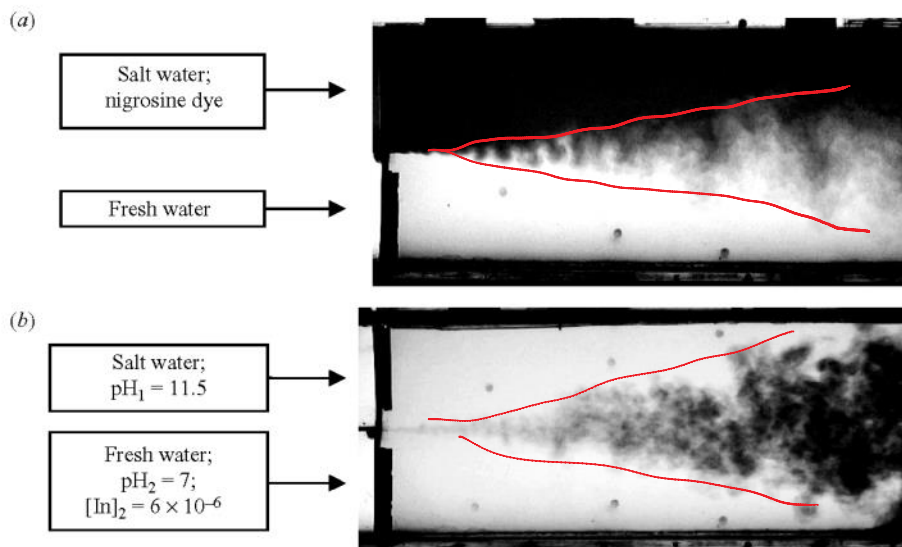 (a)
Salt water;
nigrosine dye
Fresh water
(b)
Salt water;
pH₁ = 11.5
Fresh water;
pH₂ = 7;
[In]₂ = 6 × 10⁻⁶